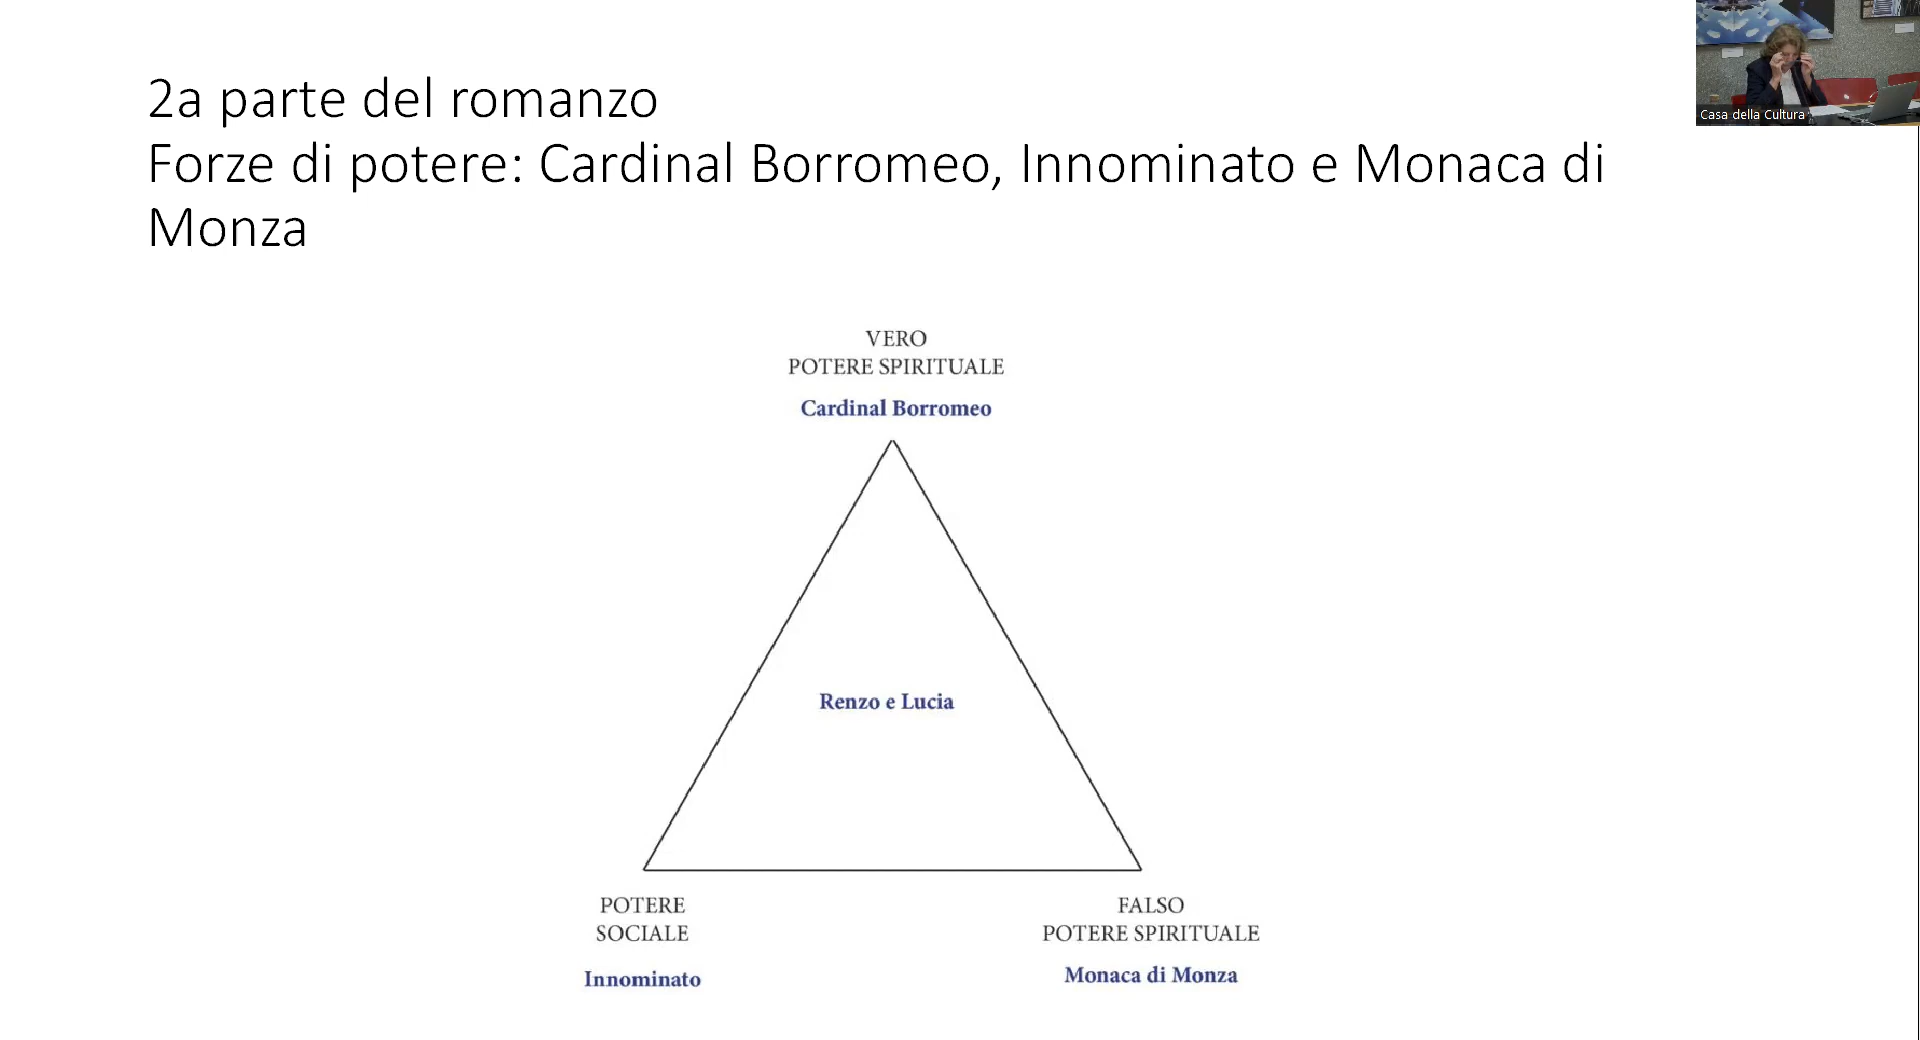 2a parte del romanzo
Forze di potere: Cardinal Borromeo, Innominato e Monaca di
Monza
Casa della Cultura
VERO
POTERE SPIRITUALE
Cardinal Borromeo
Renzo e Lucia
POTERE
SOCIALE
Innominato
FALSO
POTERE SPIRITUALE
Monaca di Monza